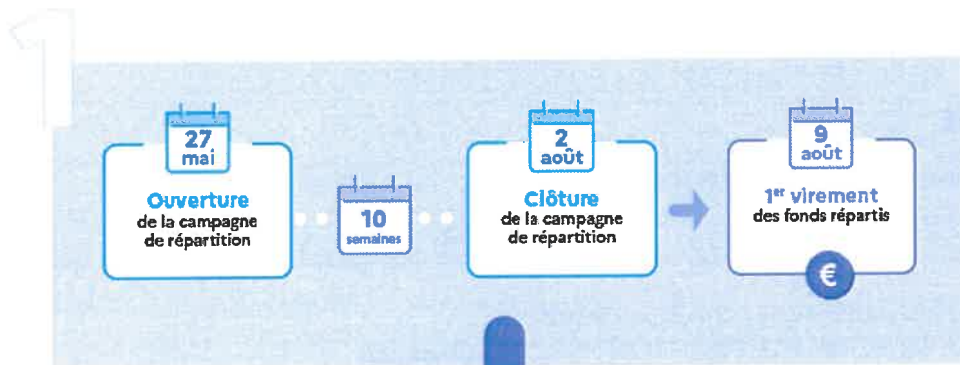 1
27
mai
Ouverture
de la campagne
de répartition
10
semaines
2
août
Clôture
de la campagne
de répartition
9
août
1er virement
des fonds répartis
€